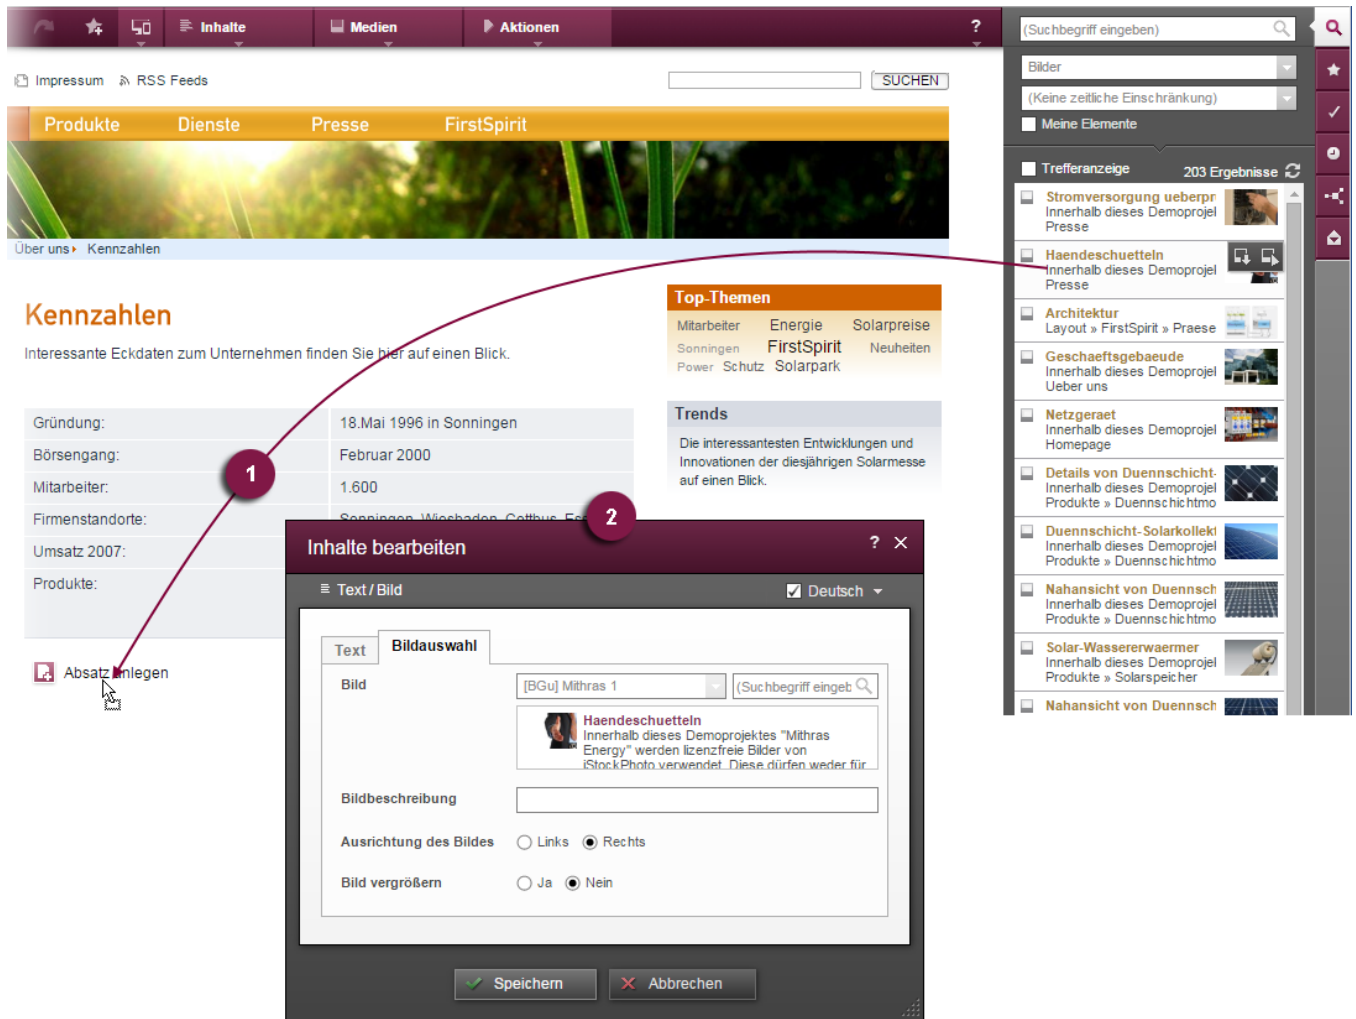 Inhalte
Medien
Aktionen
?
(Suchbegriff eingeben)
Impressum
RSS Feeds
SUCHEN
Bilder
(Keine zeitliche Einschränkung)
Meine Elemente
Produkte
Dienste
Presse
FirstSpirit
Trefferanzeige
203 Ergebnisse
Über uns
Kennzahlen
Stromversorgung ueberpr
Innerhalb dieses Demoprojel
Presse
Haendeschuetteln
Innerhalb dieses Demoprojel
Presse
Architektur
Layout » FirstSpirit » Praese
Geschaeftsgebaeude
Innerhalb dieses Demoprojel
Ueber uns
Netzgeraet
Innerhalb dieses Demoprojel
Homepage
Details von Duennschicht-
Innerhalb dieses Demoprojel
Produkte » Duennschichtmo
Duennschicht-Solarkollekt
Innerhalb dieses Demoprojel
Produkte » Duennschichtmo
Nahansicht von Duennsch
Innerhalb dieses Demoprojel
Produkte » Duennschichtmo
Solar-Wassererwaermer
Innerhalb dieses Demoprojel
Produkte » Solarspeicher
Nahansicht von Duennsch
Kennzahlen
Interessante Eckdaten zum Unternehmen finden Sie hier auf einen Blick.
Top-Themen
Mitarbeiter Energie Solarpreise
Sonningen FirstSpirit Neuheiten
Power Schutz Solarpark
Trends
Die interessantesten Entwicklungen und
Innovationen der diesjährigen Solarmesse
auf einen Blick.
Gründung: 18.Mai 1996 in Sonningen
Börsengang: Februar 2000
Mitarbeiter: 1.600
Firmenstandorte: Sonningen, Wiesbaden, Cottbus,
Umsatz 2007:
Produkte:
Absatz anlegen
1
2
Inhalte bearbeiten
?
Text / Bild
Deutsch
Text
Bildauswahl
Bild
[BGu] Mithras 1
(Suchbegriff eingeb
Haendeschuetteln
Innerhalb dieses Demoprojektes "Mithras
Energy" werden lizenzfreie Bilder von
iStockPhoto verwendet. Diese dürfen weder für
Bildbeschreibung
Ausrichtung des Bildes
Links
Rechts
Bild vergrößern
Ja
Nein
Speichern
Abbrechen